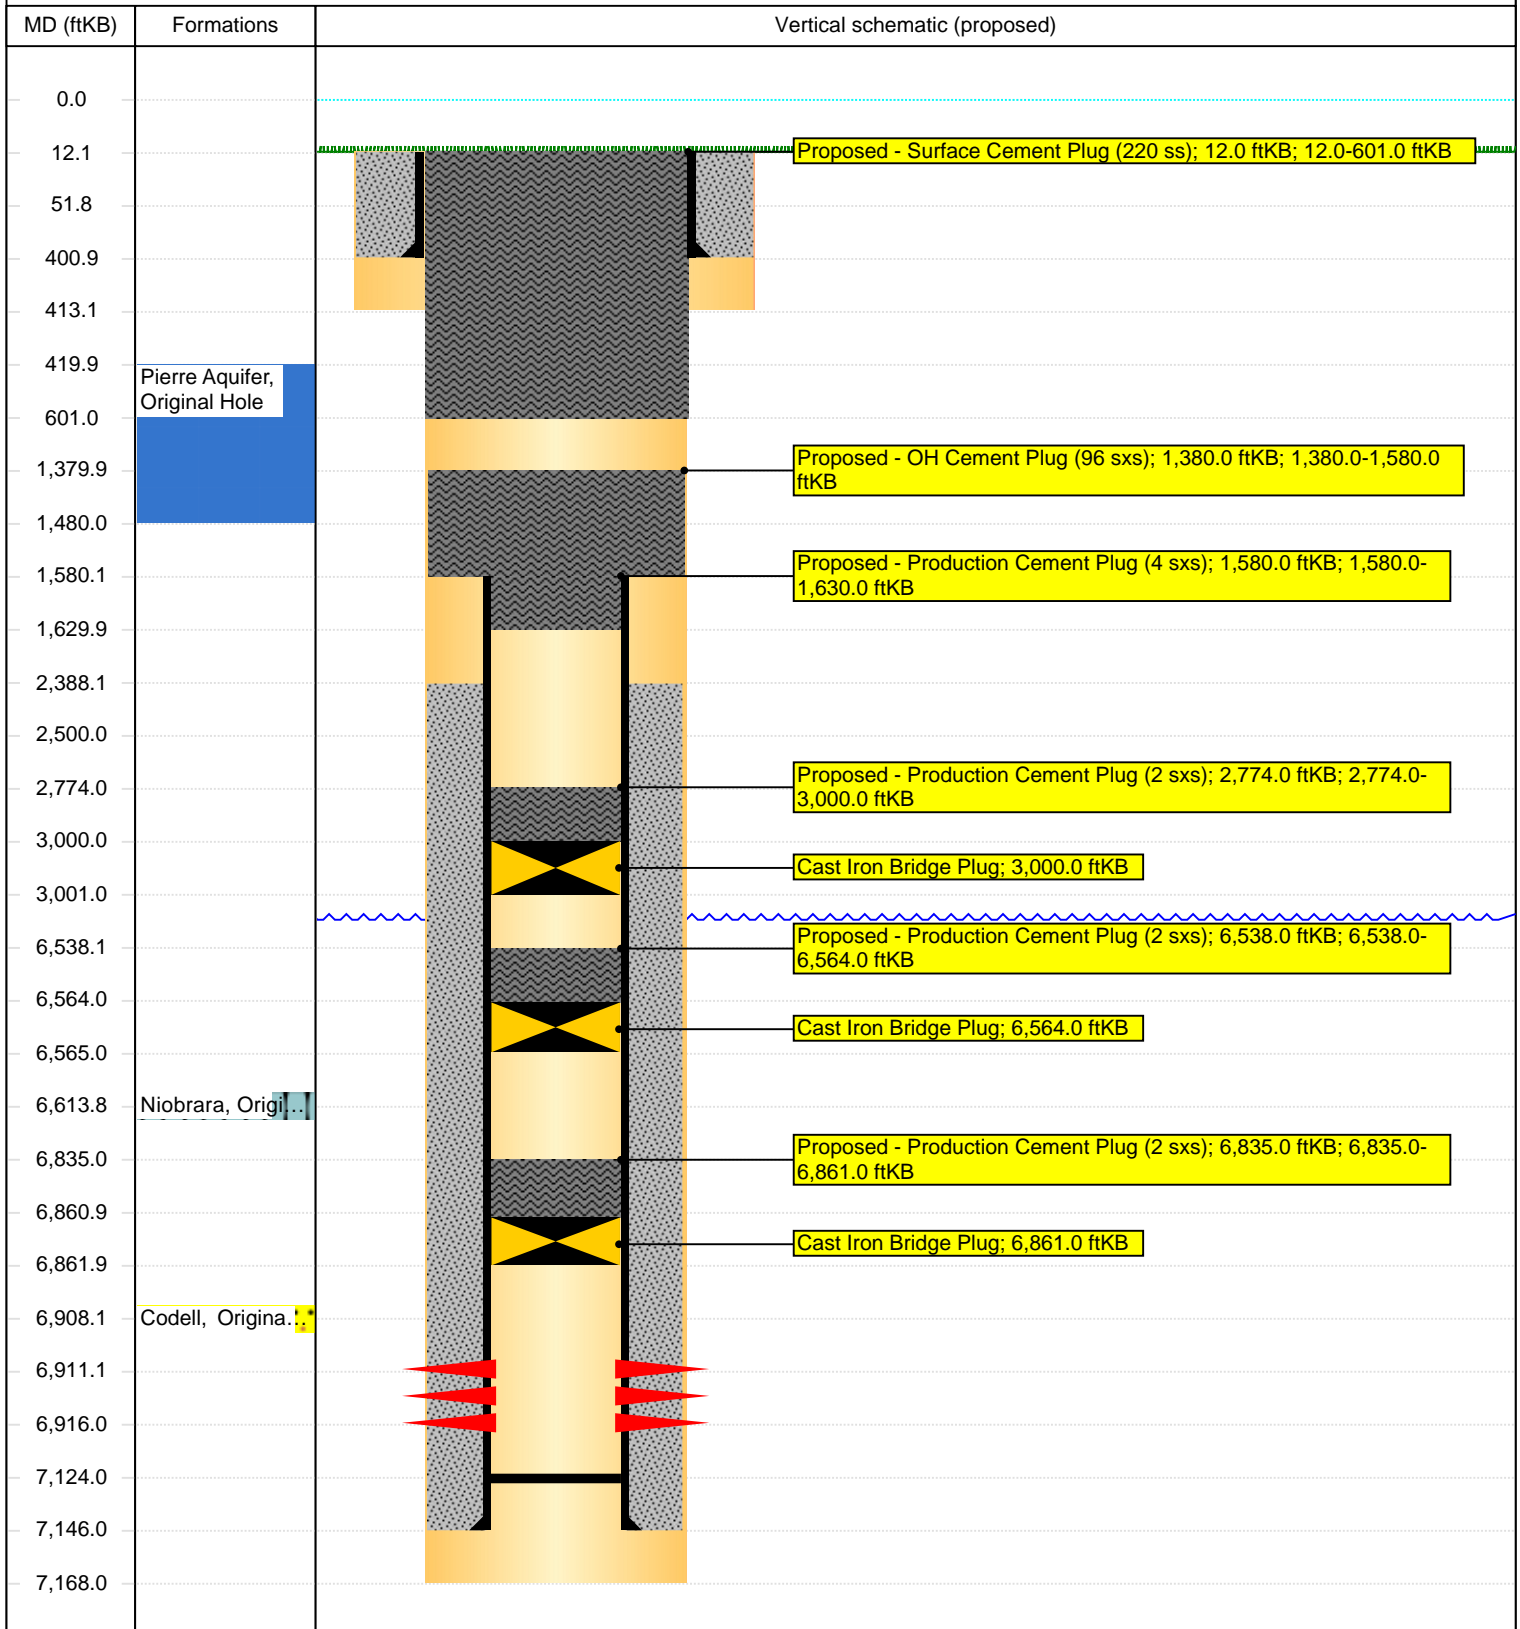 MD (ftKB)
Formations
Vertical schematic (proposed)
0.0
12.1
Proposed - Surface Cement Plug (220 ss); 12.0 ftKB; 12.0-601.0 ftKB
51.8
400.9
413.1
419.9
Pierre Aquifer,
Original Hole
601.0
1,379.9
Proposed - OH Cement Plug (96 sxs); 1,380.0 ftKB; 1,380.0-1,580.0
ftKB
1,480.0
1,580.1
Proposed - Production Cement Plug (4 sxs); 1,580.0 ftKB; 1,580.0-
1,630.0 ftKB
1,629.9
2,388.1
2,500.0
2,774.0
Proposed - Production Cement Plug (2 sxs); 2,774.0 ftKB; 2,774.0-
3,000.0 ftKB
3,000.0
Cast Iron Bridge Plug; 3,000.0 ftKB
3,001.0
6,538.1
Proposed - Production Cement Plug (2 sxs); 6,538.0 ftKB; 6,538.0-
6,564.0 ftKB
6,564.0
Cast Iron Bridge Plug; 6,564.0 ftKB
6,565.0
6,613.8
Niobrara, Origi...
6,835.0
Proposed - Production Cement Plug (2 sxs); 6,835.0 ftKB; 6,835.0-
6,861.0 ftKB
6,860.9
Cast Iron Bridge Plug; 6,861.0 ftKB
6,861.9
6,908.1
Codell, Origina...
6,911.1
6,916.0
7,124.0
7,146.0
7,168.0